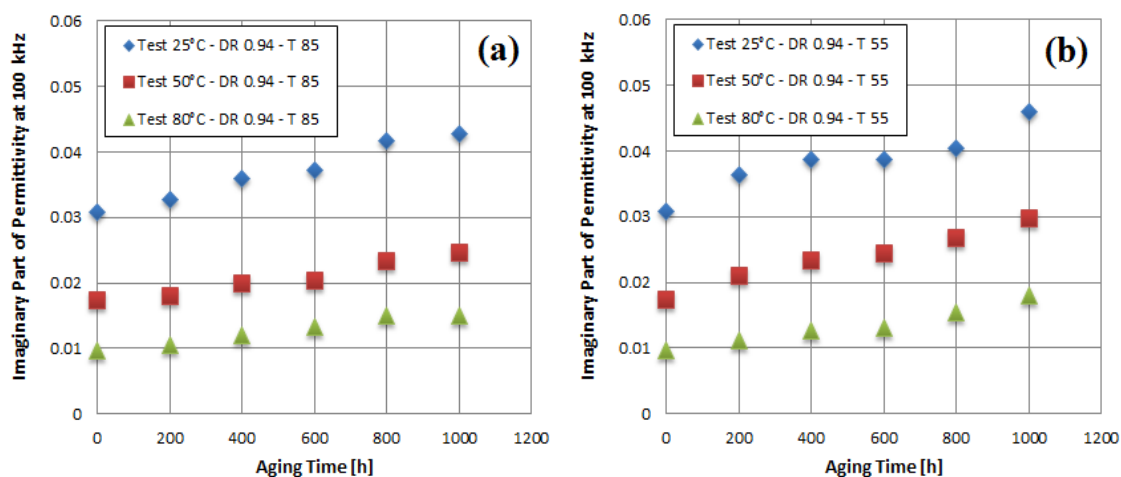 (a)
Test 25°C - DR 0.94 - T 85
Test 50°C - DR 0.94 - T 85
Test 80°C - DR 0.94 - T 85
Imaginary Part of Permittivity at 100 kHz
0.06
0.05
0.04
0.03
0.02
0.01
0
0 200 400 600 800 1000 1200
Aging Time [h]
(b)
Test 25°C - DR 0.94 - T 55
Test 50°C - DR 0.94 - T 55
Test 80°C - DR 0.94 - T 55
Imaginary Part of Permittivity at 100 kHz
0.06
0.05
0.04
0.03
0.02
0.01
0
0 200 400 600 800 1000 1200
Aging Time [h]